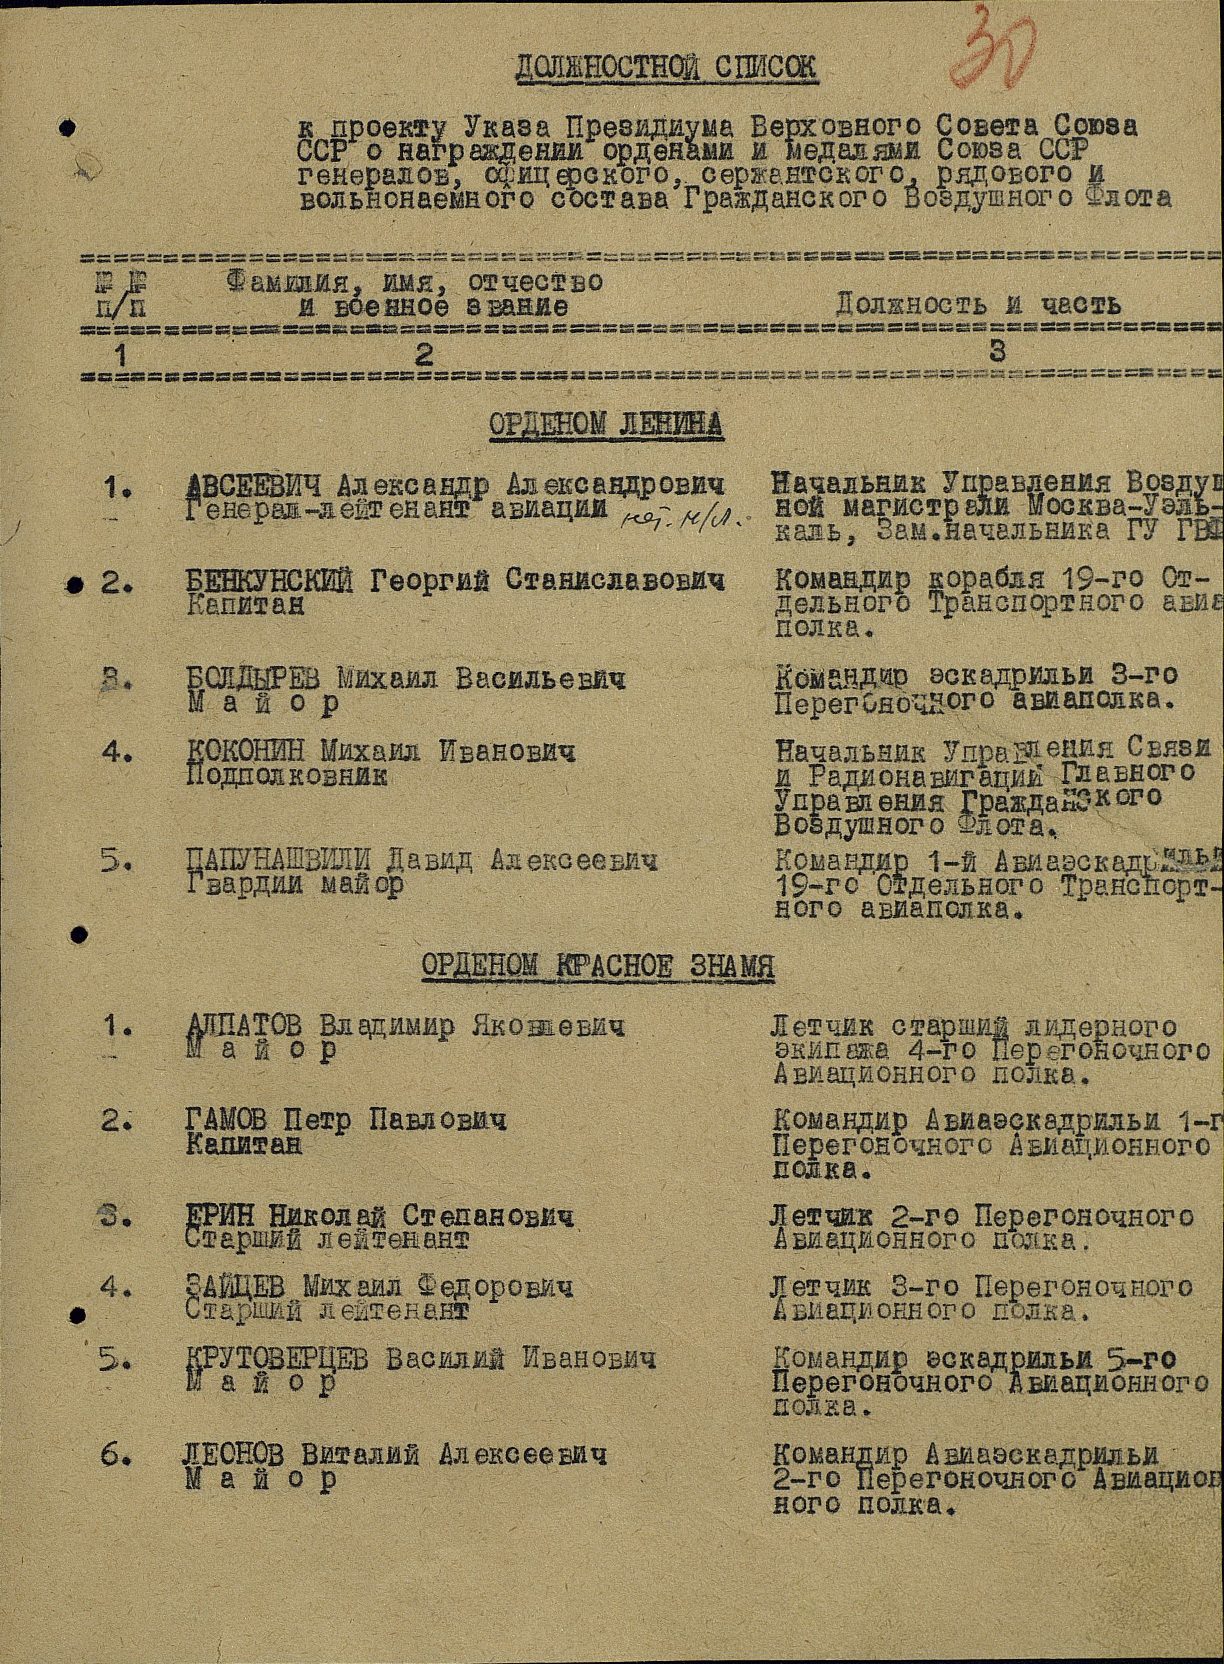 30
ДОЛЖНОСТНОЙ СПИСОК
к проекту Указа Президиума Верховного Совета Союза
ССР о награждении орденами и медалями Союза ССР
генералов, офицерского, сержантского, рядового и
вольнонаемного состава Гражданского Воздушного Флота
№ № Фамилия, имя, отчество
п/п и военное звание Должность и часть
1 2 3
ОРДЕНОМ ЛЕНИНА
1. АВСЕЕВИЧ Александр Александрович Начальник Управления Воздуш
Генерал-лейтенант авиации ной магистрали Москва-Уэль-
каль, Зам.начальника ГУ ГВФ
2. БЕНКУНСКИЙ Георгий Станиславович Командир корабля 19-го От-
Капитан дельного Транспортного авиа
полка.
3. БОЛДЫРЕВ Михаил Васильевич Командир эскадрильи 3-го
М а й о р Перегоночного авиаполка.
4. КОКОНИН Михаил Иванович Начальник Управления Связи
Подполковник и Радионавигации Главного
Управления Гражданского
Воздушного Флота.
5. ПАПУНАШВИЛИ Давид Алексеевич Командир 1-й Авиаэскадрильи
Гвардии майор 19-го Отдельного Транспорт-
ного авиаполка.
ОРДЕНОМ КРАСНОЕ ЗНАМЯ
1. АЛПАТОВ Владимир Яковлевич Летчик старший лидерного
М а й о р экипажа 4-го Перегоночного
Авиационного полка.
2. ГАМОВ Петр Павлович Командир Авиаэскадрильи 1-г
Капитан Перегоночного Авиационного
полка.
3. ЕРИН Николай Степанович Летчик 2-го Перегоночного
Старший лейтенант Авиационного полка.
4. ЗАЙЦЕВ Михаил Федорович Летчик 3-го Перегоночного
Старший лейтенант Авиационного полка.
5. КРУТОВЕРЦЕВ Василий Иванович Командир эскадрильи 5-го
М а й о р Перегоночного Авиационного
полка.
6. ЛЕОНОВ Виталий Алексеевич Командир Авиаэскадрильи
М а й о р 2-го Перегоночного Авиацион
ного полка.